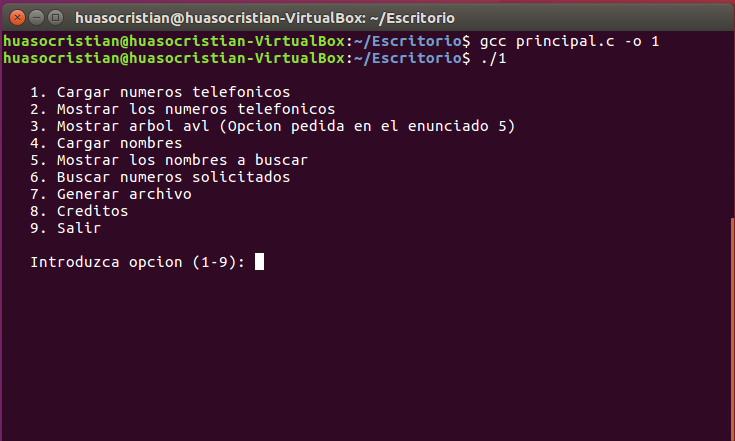 huasocristian@huasocristian-VirtualBox: ~/Escritorio
huasocristian@huasocristian-VirtualBox:~/Escritorio$ gcc principal.c -o 1
huasocristian@huasocristian-VirtualBox:~/Escritorio$ ./1
1. Cargar numeros telefonicos
2. Mostrar los numeros telefonicos
3. Mostrar arbol avl (Opcion pedida en el enunciado 5)
4. Cargar nombres
5. Mostrar los nombres a buscar
6. Buscar numeros solicitados
7. Generar archivo
8. Creditos
9. Salir
Introduzca opcion (1-9):